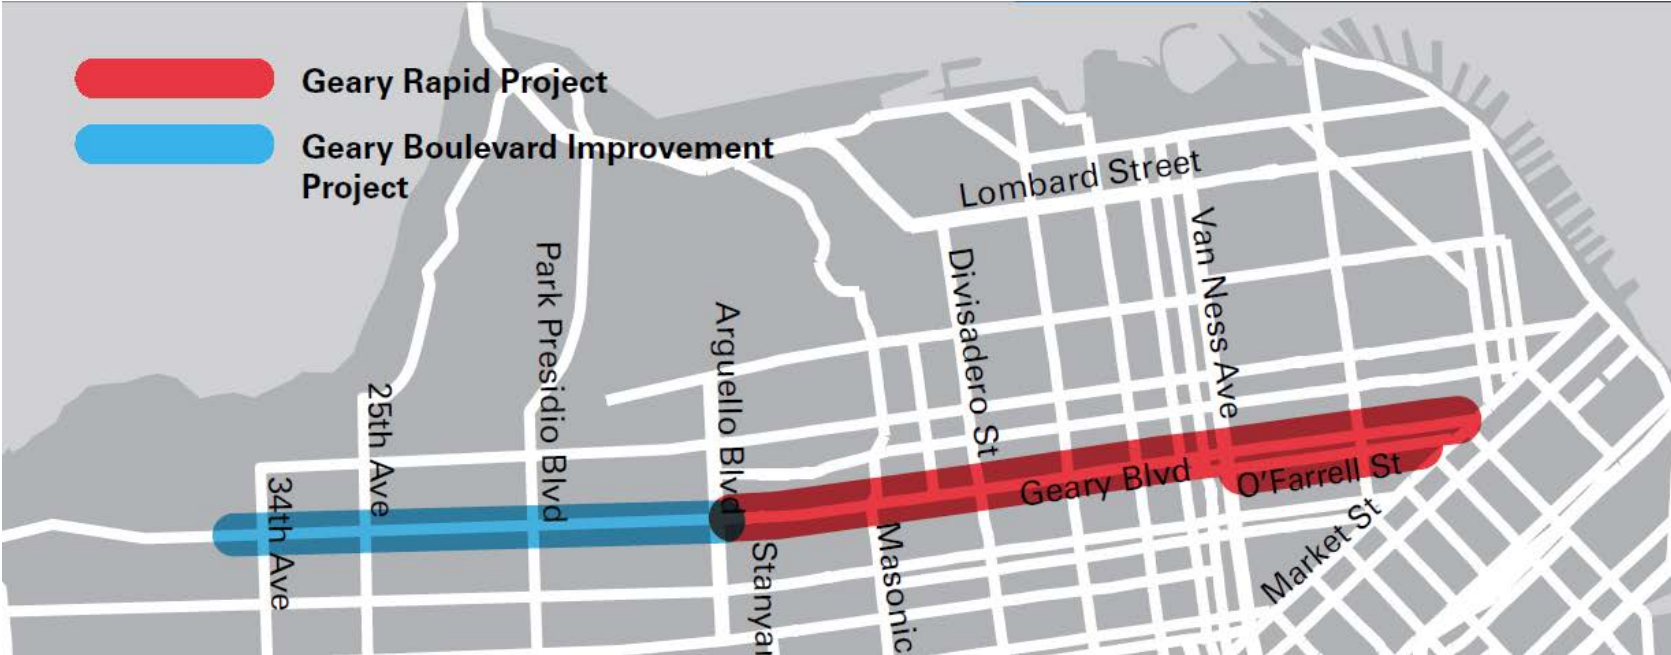 Geary Rapid Project
Geary Boulevard Improvement
Project
Lombard Street
Van Ness Ave
Park Presidio Blvd
Divisadero St
Arguello Blvd
25th Ave
Geary Blvd
O'Farrell St
34th Ave
Market St
Masonic
Stanyan